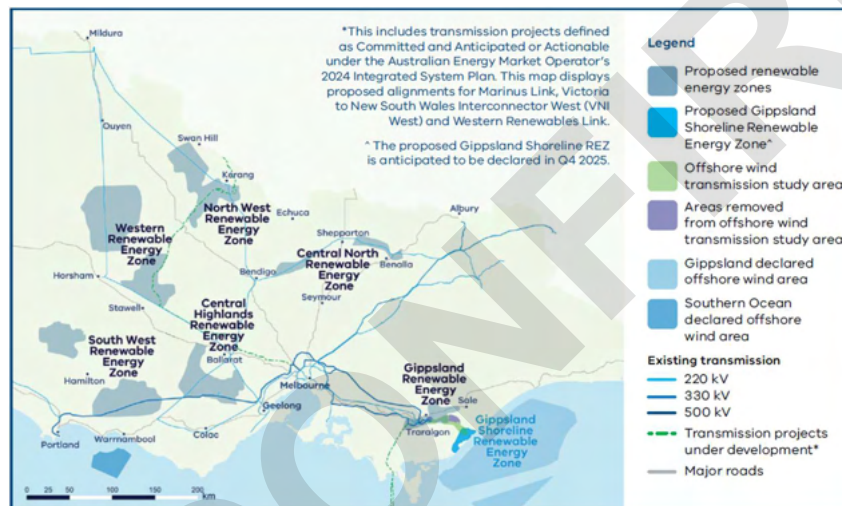 Mildura
Ouyen
Swan Hill
Kerang
Echuca
Albury
Shepparton
Benalla
Bendigo
Seymour
Horsham
Stawell
Ballarat
Hamilton
Melbourne
Geelong
Portland
Warrnambool
Colac
Traralgon
Sale
North West
Renewable
Energy
Zone
Western
Renewable
Energy
Zone
Central North
Renewable
Energy
Zone
Central
Highlands
Renewable
Energy
Zone
South West
Renewable
Energy
Zone
Gippsland
Renewable
Energy
Zone
Gippsland
Shoreline
Renewable
Energy
Zone
*This includes transmission projects defined
as Committed and Anticipated or Actionable
under the Australian Energy Market Operator's
2024 Integrated System Plan. This map displays
proposed alignments for Marinus Link, Victoria
to New South Wales Interconnector West (VNI
West) and Western Renewables Link.
^ The proposed Gippsland Shoreline REZ
is anticipated to be declared in Q4 2025.
0 50 100 150 200
km
Legend
Proposed renewable
energy zones
Proposed Gippsland
Shoreline Renewable
Energy Zone^
Offshore wind
transmission study area
Areas removed
from offshore wind
transmission study area
Gippsland declared
offshore wind area
Southern Ocean
declared offshore
wind area
Existing transmission
220 kV
330 kV
500 kV
Transmission projects
under development*
Major roads